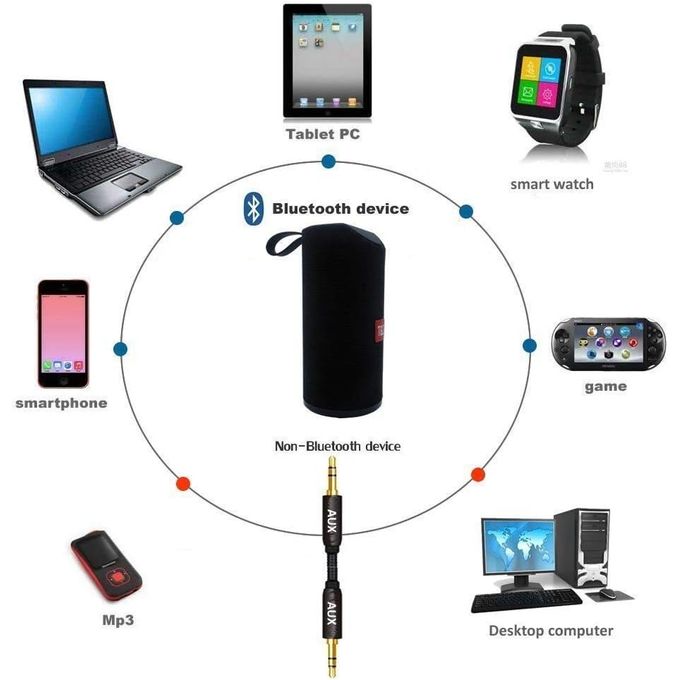 Tablet PC
smart watch
Bluetooth device
smartphone
game
Non-Bluetooth device
AUX
AUX
Mp3
Desktop computer